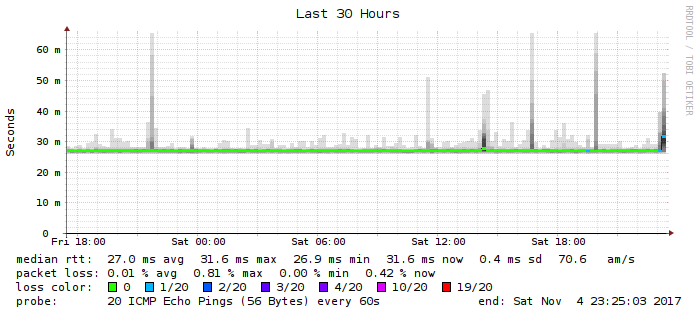 Last 30 Hours
RRDTOOL / TOBI OETIKER
Seconds
60 m
50 m
40 m
30 m
20 m
10 m
0
Fri 18:00 Sat 00:00 Sat 06:00 Sat 12:00 Sat 18:00
median rtt: 27.0 ms avg 31.6 ms max 26.9 ms min 31.6 ms now 0.4 ms sd 70.6 am/s
packet loss: 0.01 % avg 0.81 % max 0.00 % min 0.42 % now
loss color: 0 1/20 2/20 3/20 4/20 10/20 19/20
probe: 20 ICMP Echo Pings (56 Bytes) every 60s end: Sat Nov 4 23:25:03 2017